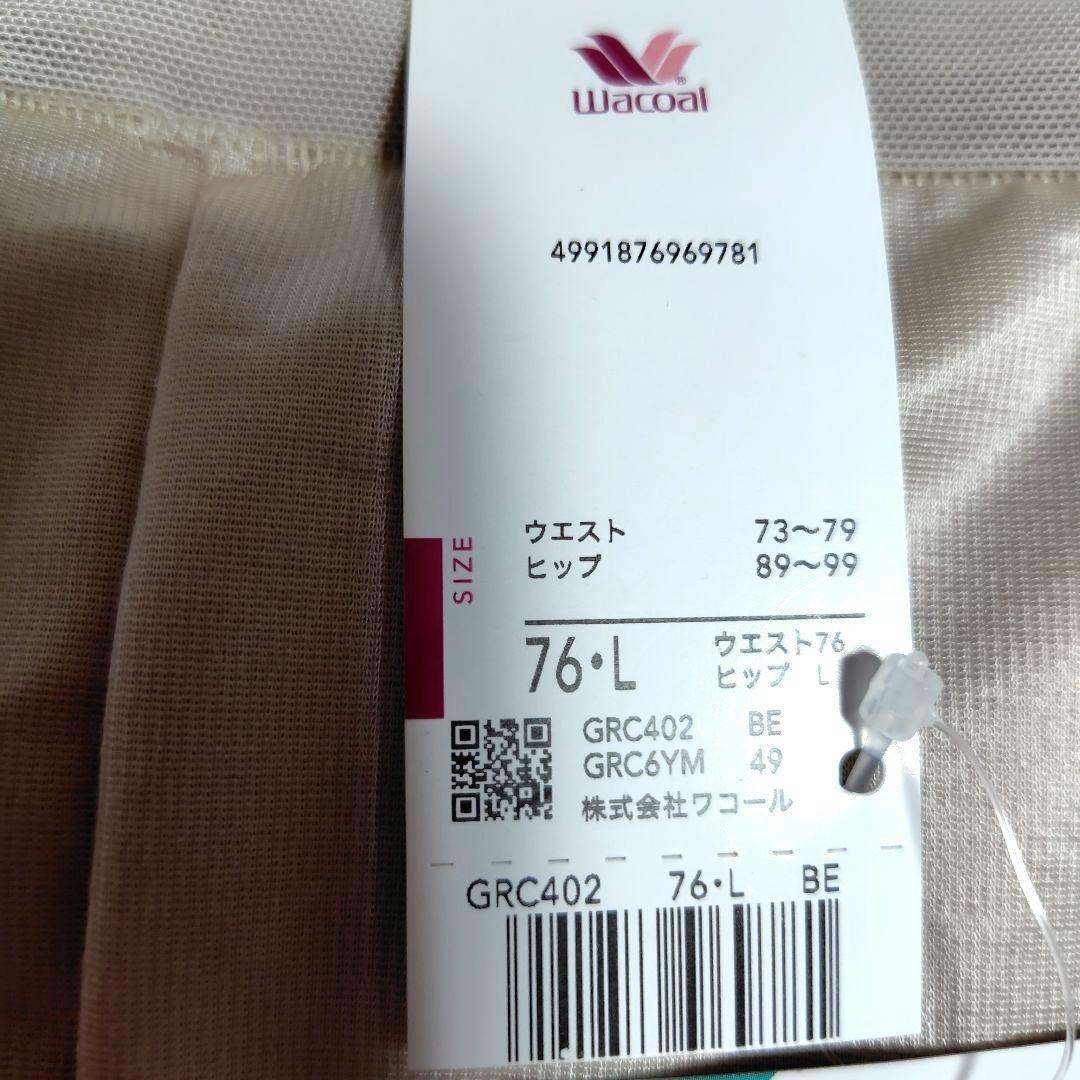 Wacoal®
4991876969781
SIZE
ウエスト 73〜79
ヒップ 89〜99
76・L ウエスト76
ヒップ L
GRC402 BE
GRC6YM 49
株式会社ワコール
GRC402 76・L BE